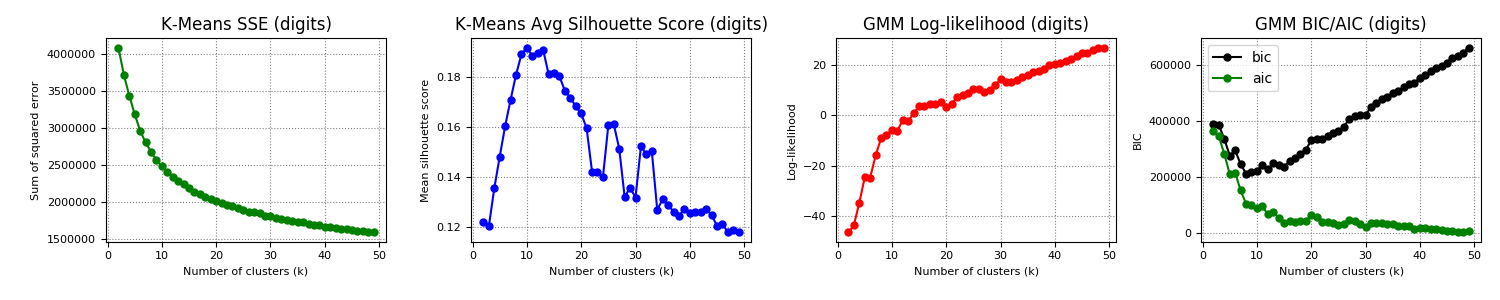 K-Means SSE (digits)
Sum of squared error
4000000
3500000
3000000
2500000
2000000
1500000
0 10 20 30 40 50
Number of clusters (k)
K-Means Avg Silhouette Score (digits)
Mean silhouette score
0.18
0.16
0.14
0.12
0 10 20 30 40 50
Number of clusters (k)
GMM Log-likelihood (digits)
Log-likelihood
20
0
−20
−40
0 10 20 30 40 50
Number of clusters (k)
GMM BIC/AIC (digits)
BIC
600000
400000
200000
0
bic
aic
0 10 20 30 40 50
Number of clusters (k)